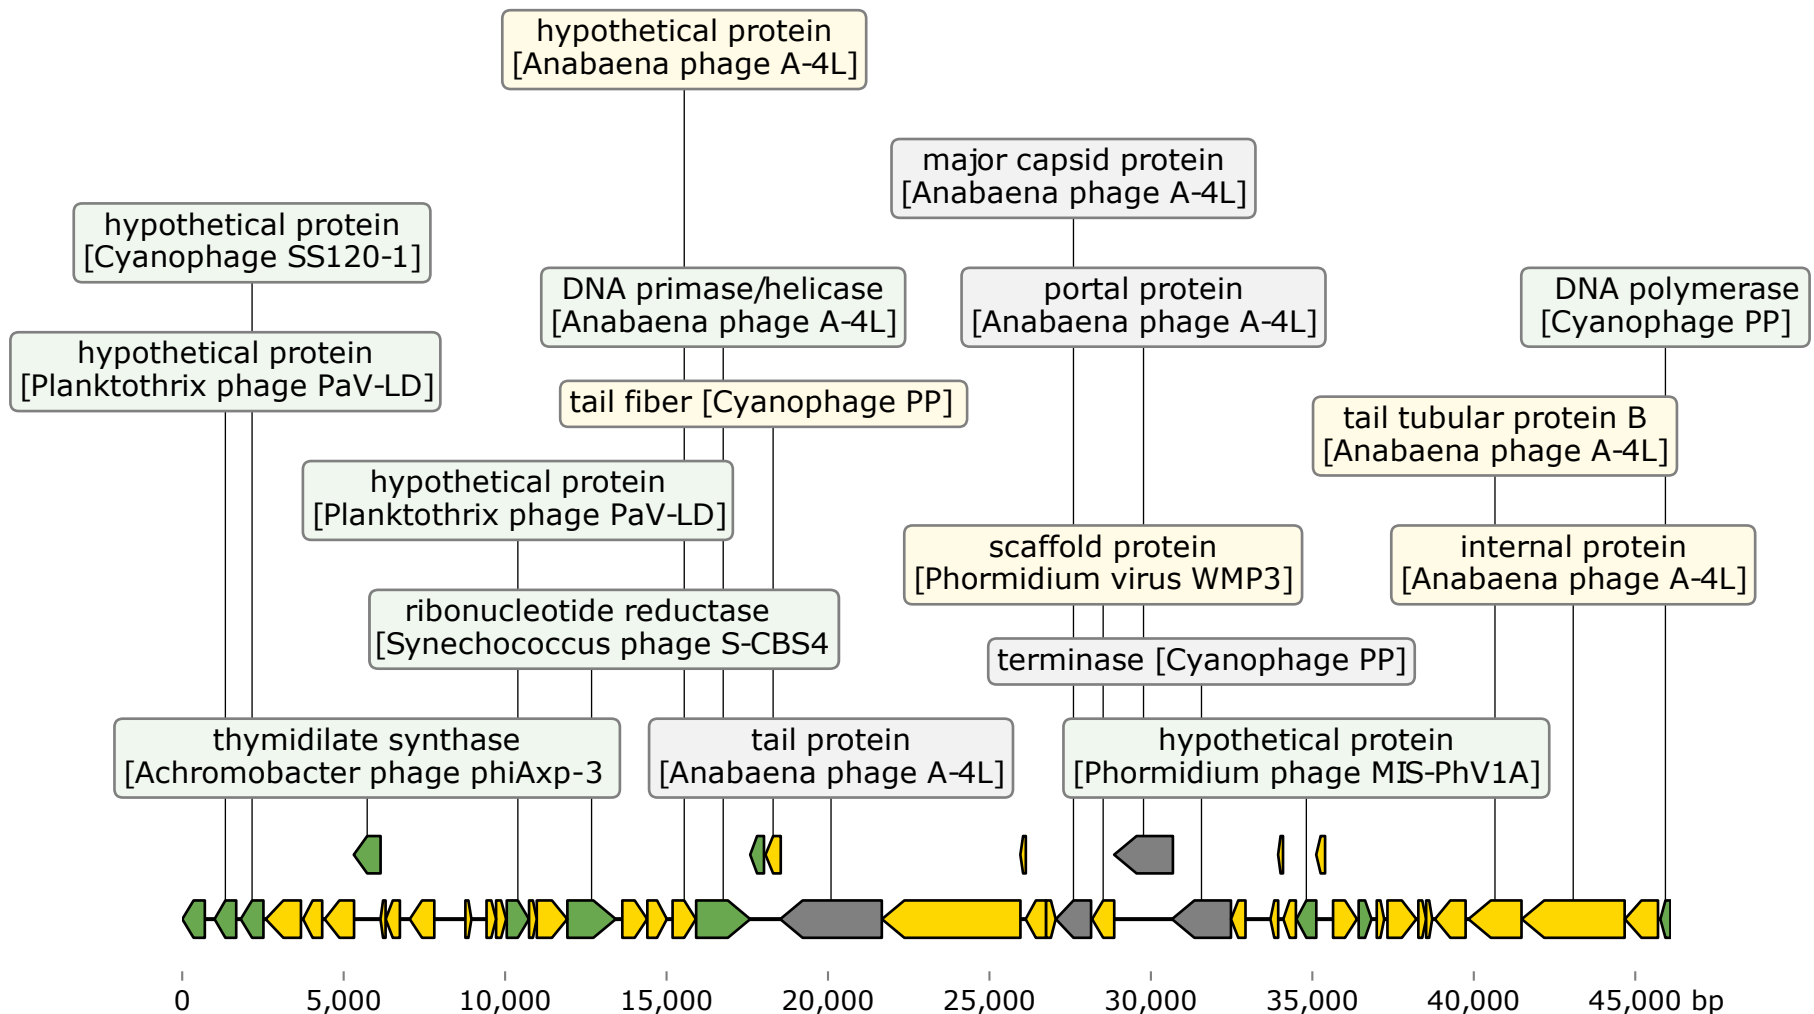 hypothetical protein
[Anabaena phage A-4L]
major capsid protein
[Anabaena phage A-4L]
hypothetical protein
[Cyanophage SS120-1]
DNA primase/helicase
[Anabaena phage A-4L]
portal protein
[Anabaena phage A-4L]
DNA polymerase
[Cyanophage PP]
hypothetical protein
[Planktothrix phage PaV-LD]
tail fiber [Cyanophage PP]
tail tubular protein B
[Anabaena phage A-4L]
hypothetical protein
[Planktothrix phage PaV-LD]
scaffold protein
[Phormidium virus WMP3]
internal protein
[Anabaena phage A-4L]
ribonucleotide reductase
[Synechococcus phage S-CBS4
terminase [Cyanophage PP]
thymidilate synthase
[Achromobacter phage phiAxp-3
tail protein
[Anabaena phage A-4L]
hypothetical protein
[Phormidium phage MIS-PhV1A]
0 5,000 10,000 15,000 20,000 25,000 30,000 35,000 40,000 45,000 bp